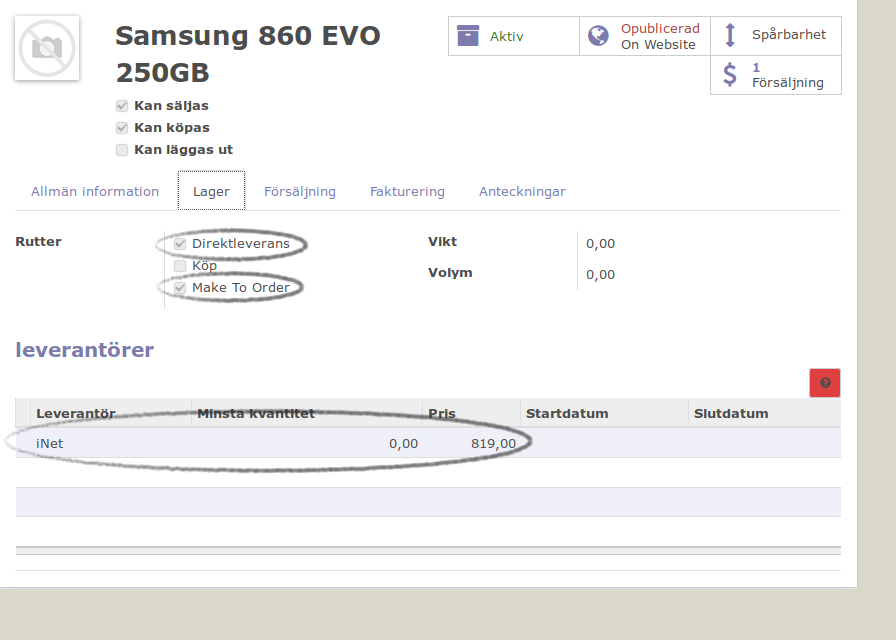 Samsung 860 EVO
250GB
Kan säljas
Kan köpas
Kan läggas ut
Aktiv
Opublicerad
On Website
Spårbarhet
1
Försäljning
Allmän information Lager Försäljning Fakturering Anteckningar
Rutter
Direktleverans
Köp
Make To Order
Vikt 0,00
Volym 0,00
leverantörer
Leverantör Minsta kvantitet Pris Startdatum Slutdatum
iNet 0,00 819,00